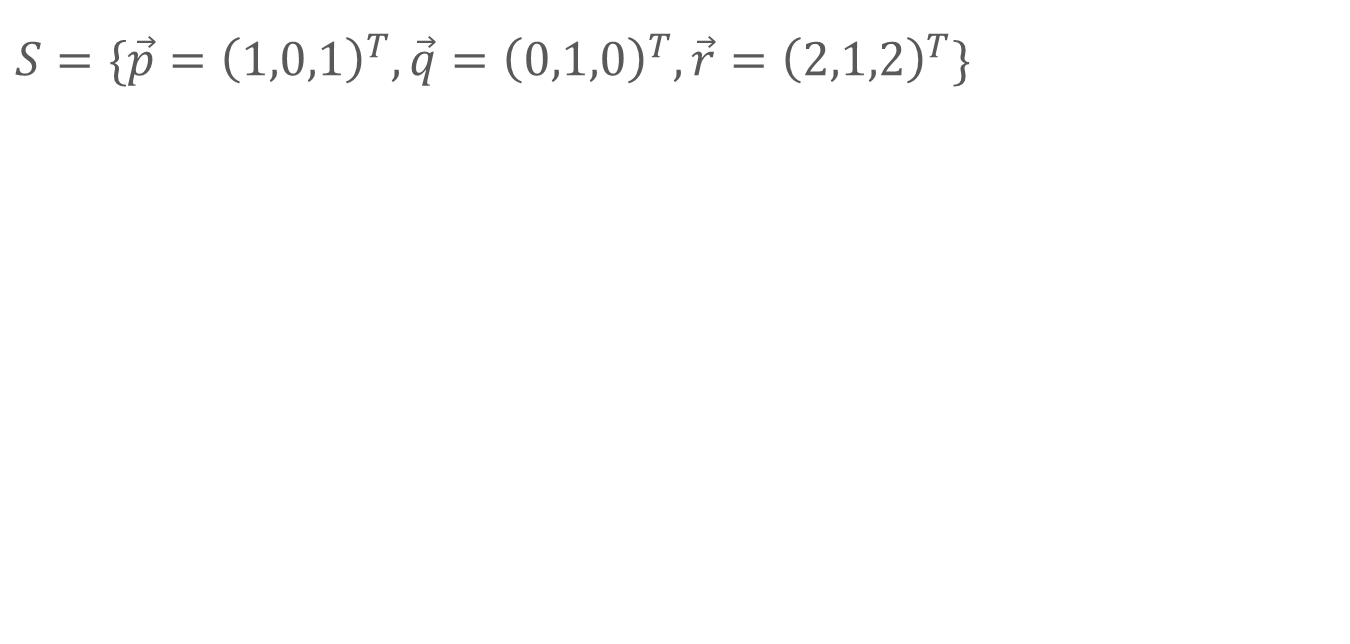 S = {p⃗ = (1,0,1)ᵀ, q⃗ = (0,1,0)ᵀ, r⃗ = (2,1,2)ᵀ}